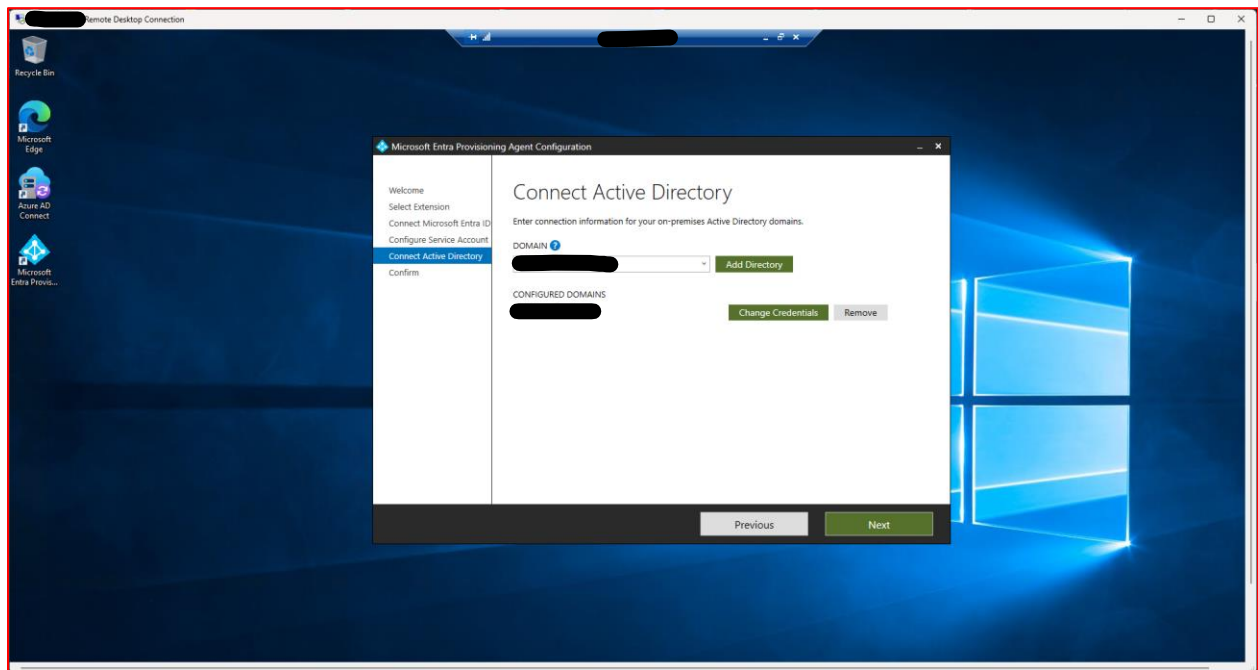 Remote Desktop Connection
Recycle Bin
Microsoft
Edge
Azure AD
Connect
Microsoft
Entra Provis...
Microsoft Entra Provisioning Agent Configuration
Welcome
Select Extension
Connect Microsoft Entra ID
Configure Service Account
Connect Active Directory
Confirm
Connect Active Directory
Enter connection information for your on-premises Active Directory domains.
DOMAIN ?
Add Directory
CONFIGURED DOMAINS
Change Credentials Remove
Previous Next